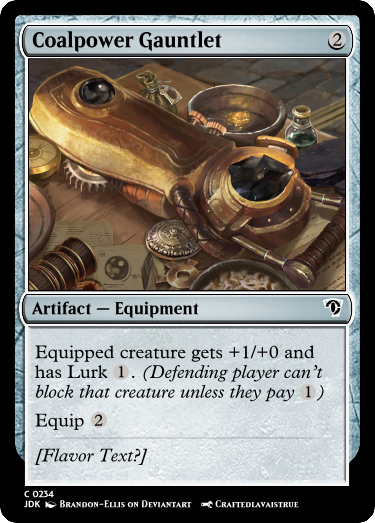 Coalpower Gauntlet 2
Artifact — Equipment
Equipped creature gets +1/+0 and
has Lurk 1 . (Defending player can't
block that creature unless they pay 1 )
Equip 2
[Flavor Text?]
C 0234
JDK Brandon-Ellis on Deviantart Craftedlavaistrue